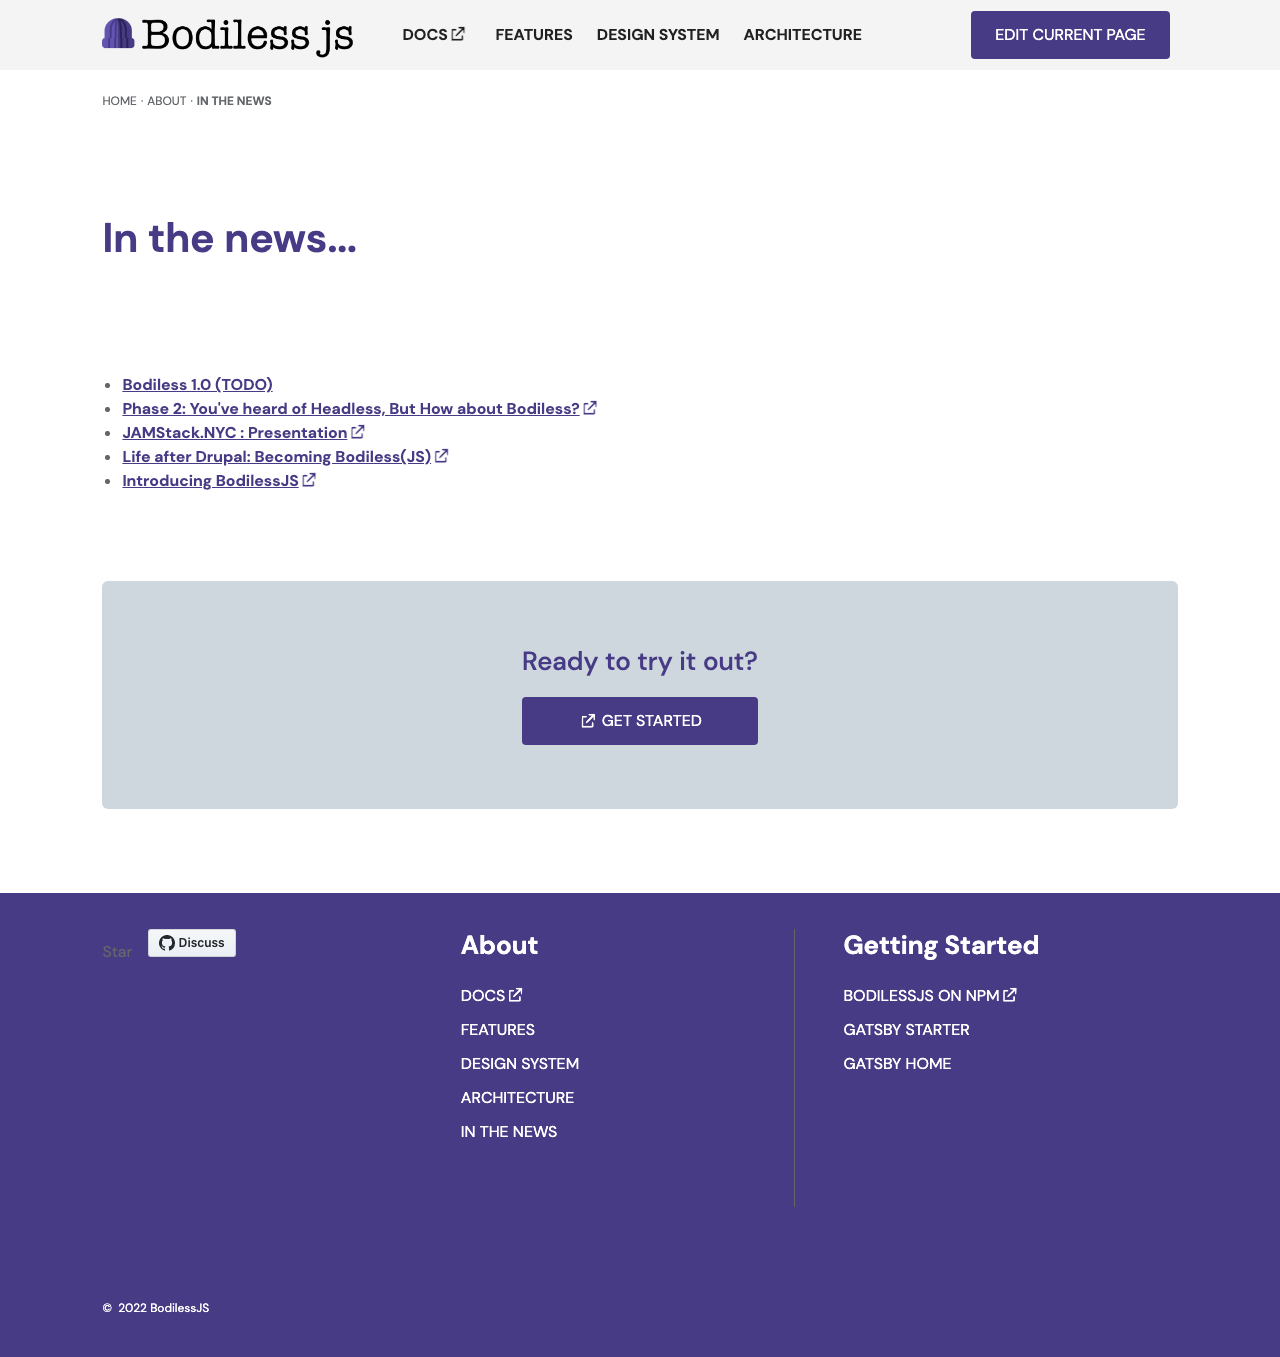 Bodiless js
DOCS FEATURES DESIGN SYSTEM ARCHITECTURE EDIT CURRENT PAGE
HOME · ABOUT · IN THE NEWS
In the news...
Bodiless 1.0 (TODO)
Phase 2: You've heard of Headless, But How about Bodiless?
JAMStack.NYC : Presentation
Life after Drupal: Becoming Bodiless(JS)
Introducing BodilessJS
Ready to try it out?
GET STARTED
Star Discuss
About
DOCS
FEATURES
DESIGN SYSTEM
ARCHITECTURE
IN THE NEWS
Getting Started
BODILESSJS ON NPM
GATSBY STARTER
GATSBY HOME
© 2022 BodilessJS